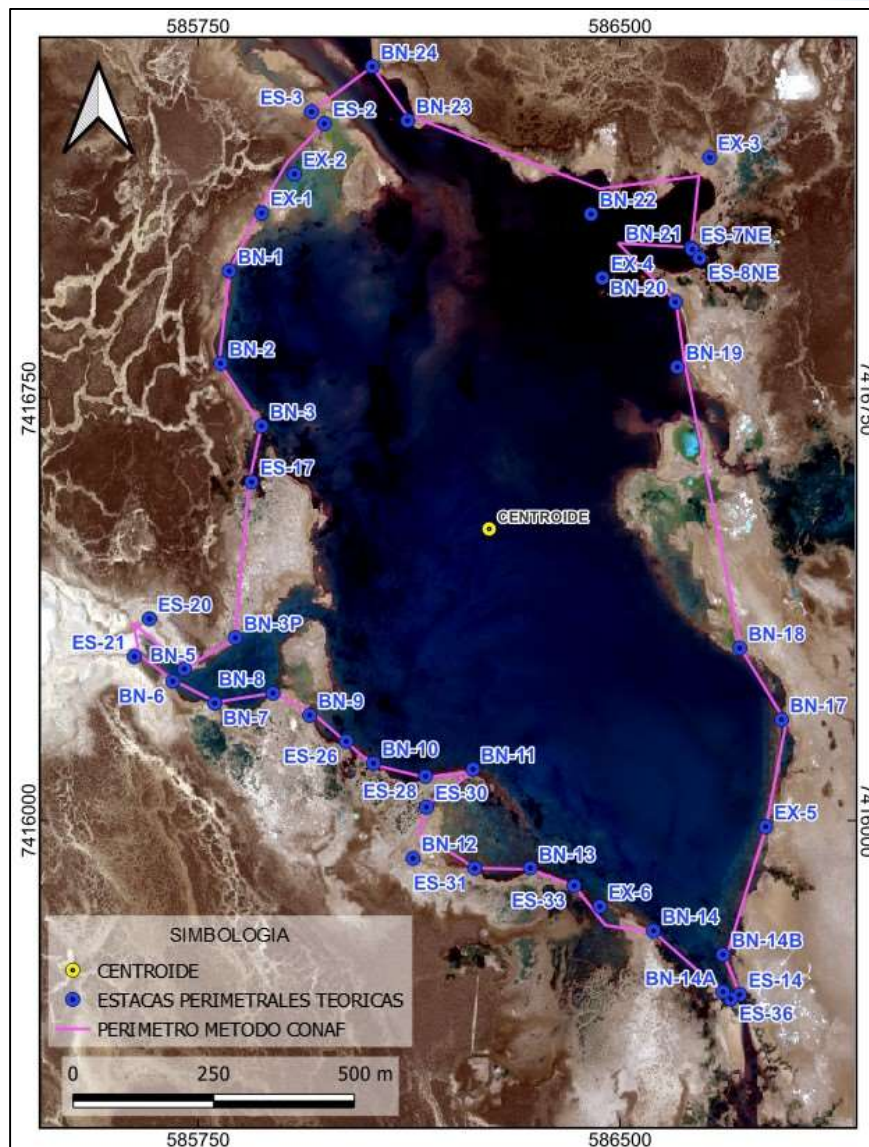 585750
586500
BN-24
ES-3
ES-2
BN-23
EX-3
EX-2
EX-1
BN-22
BN-21
ES-7NE
ES-8NE
EX-4
BN-1
BN-20
BN-2
BN-19
7416750
7416750
BN-3
ES-17
CENTROIDE
ES-20
BN-3P
ES-21
BN-5
BN-18
BN-6
BN-8
BN-7
BN-9
BN-17
ES-26
BN-10
BN-11
ES-28
ES-30
7416000
7416000
EX-5
BN-12
BN-13
ES-31
ES-33
EX-6
BN-14
BN-14B
BN-14A
ES-14
ES-36
SIMBOLOGIA
CENTROIDE
ESTACAS PERIMETRALES TEORICAS
PERIMETRO METODO CONAF
0 250 500 m
585750
586500